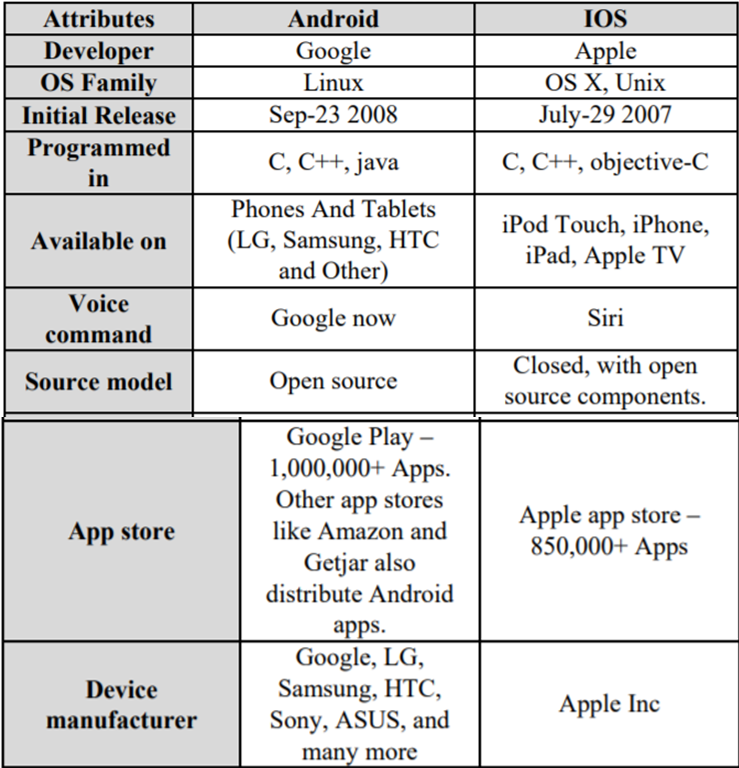 Attributes Android IOS
Developer Google Apple
OS Family Linux OS X, Unix
Initial Release Sep-23 2008 July-29 2007
Programmed
in
C, C++, java
C, C++, objective-C
Available on
Phones And Tablets
(LG, Samsung, HTC
and Other)
iPod Touch, iPhone,
iPad, Apple TV
Voice
command
Google now
Siri
Source model
Open source
Closed, with open
source components.
App store
Google Play –
1,000,000+ Apps.
Other app stores
like Amazon and
Getjar also
distribute Android
apps.
Apple app store –
850,000+ Apps
Device
manufacturer
Google, LG,
Samsung, HTC,
Sony, ASUS, and
many more
Apple Inc